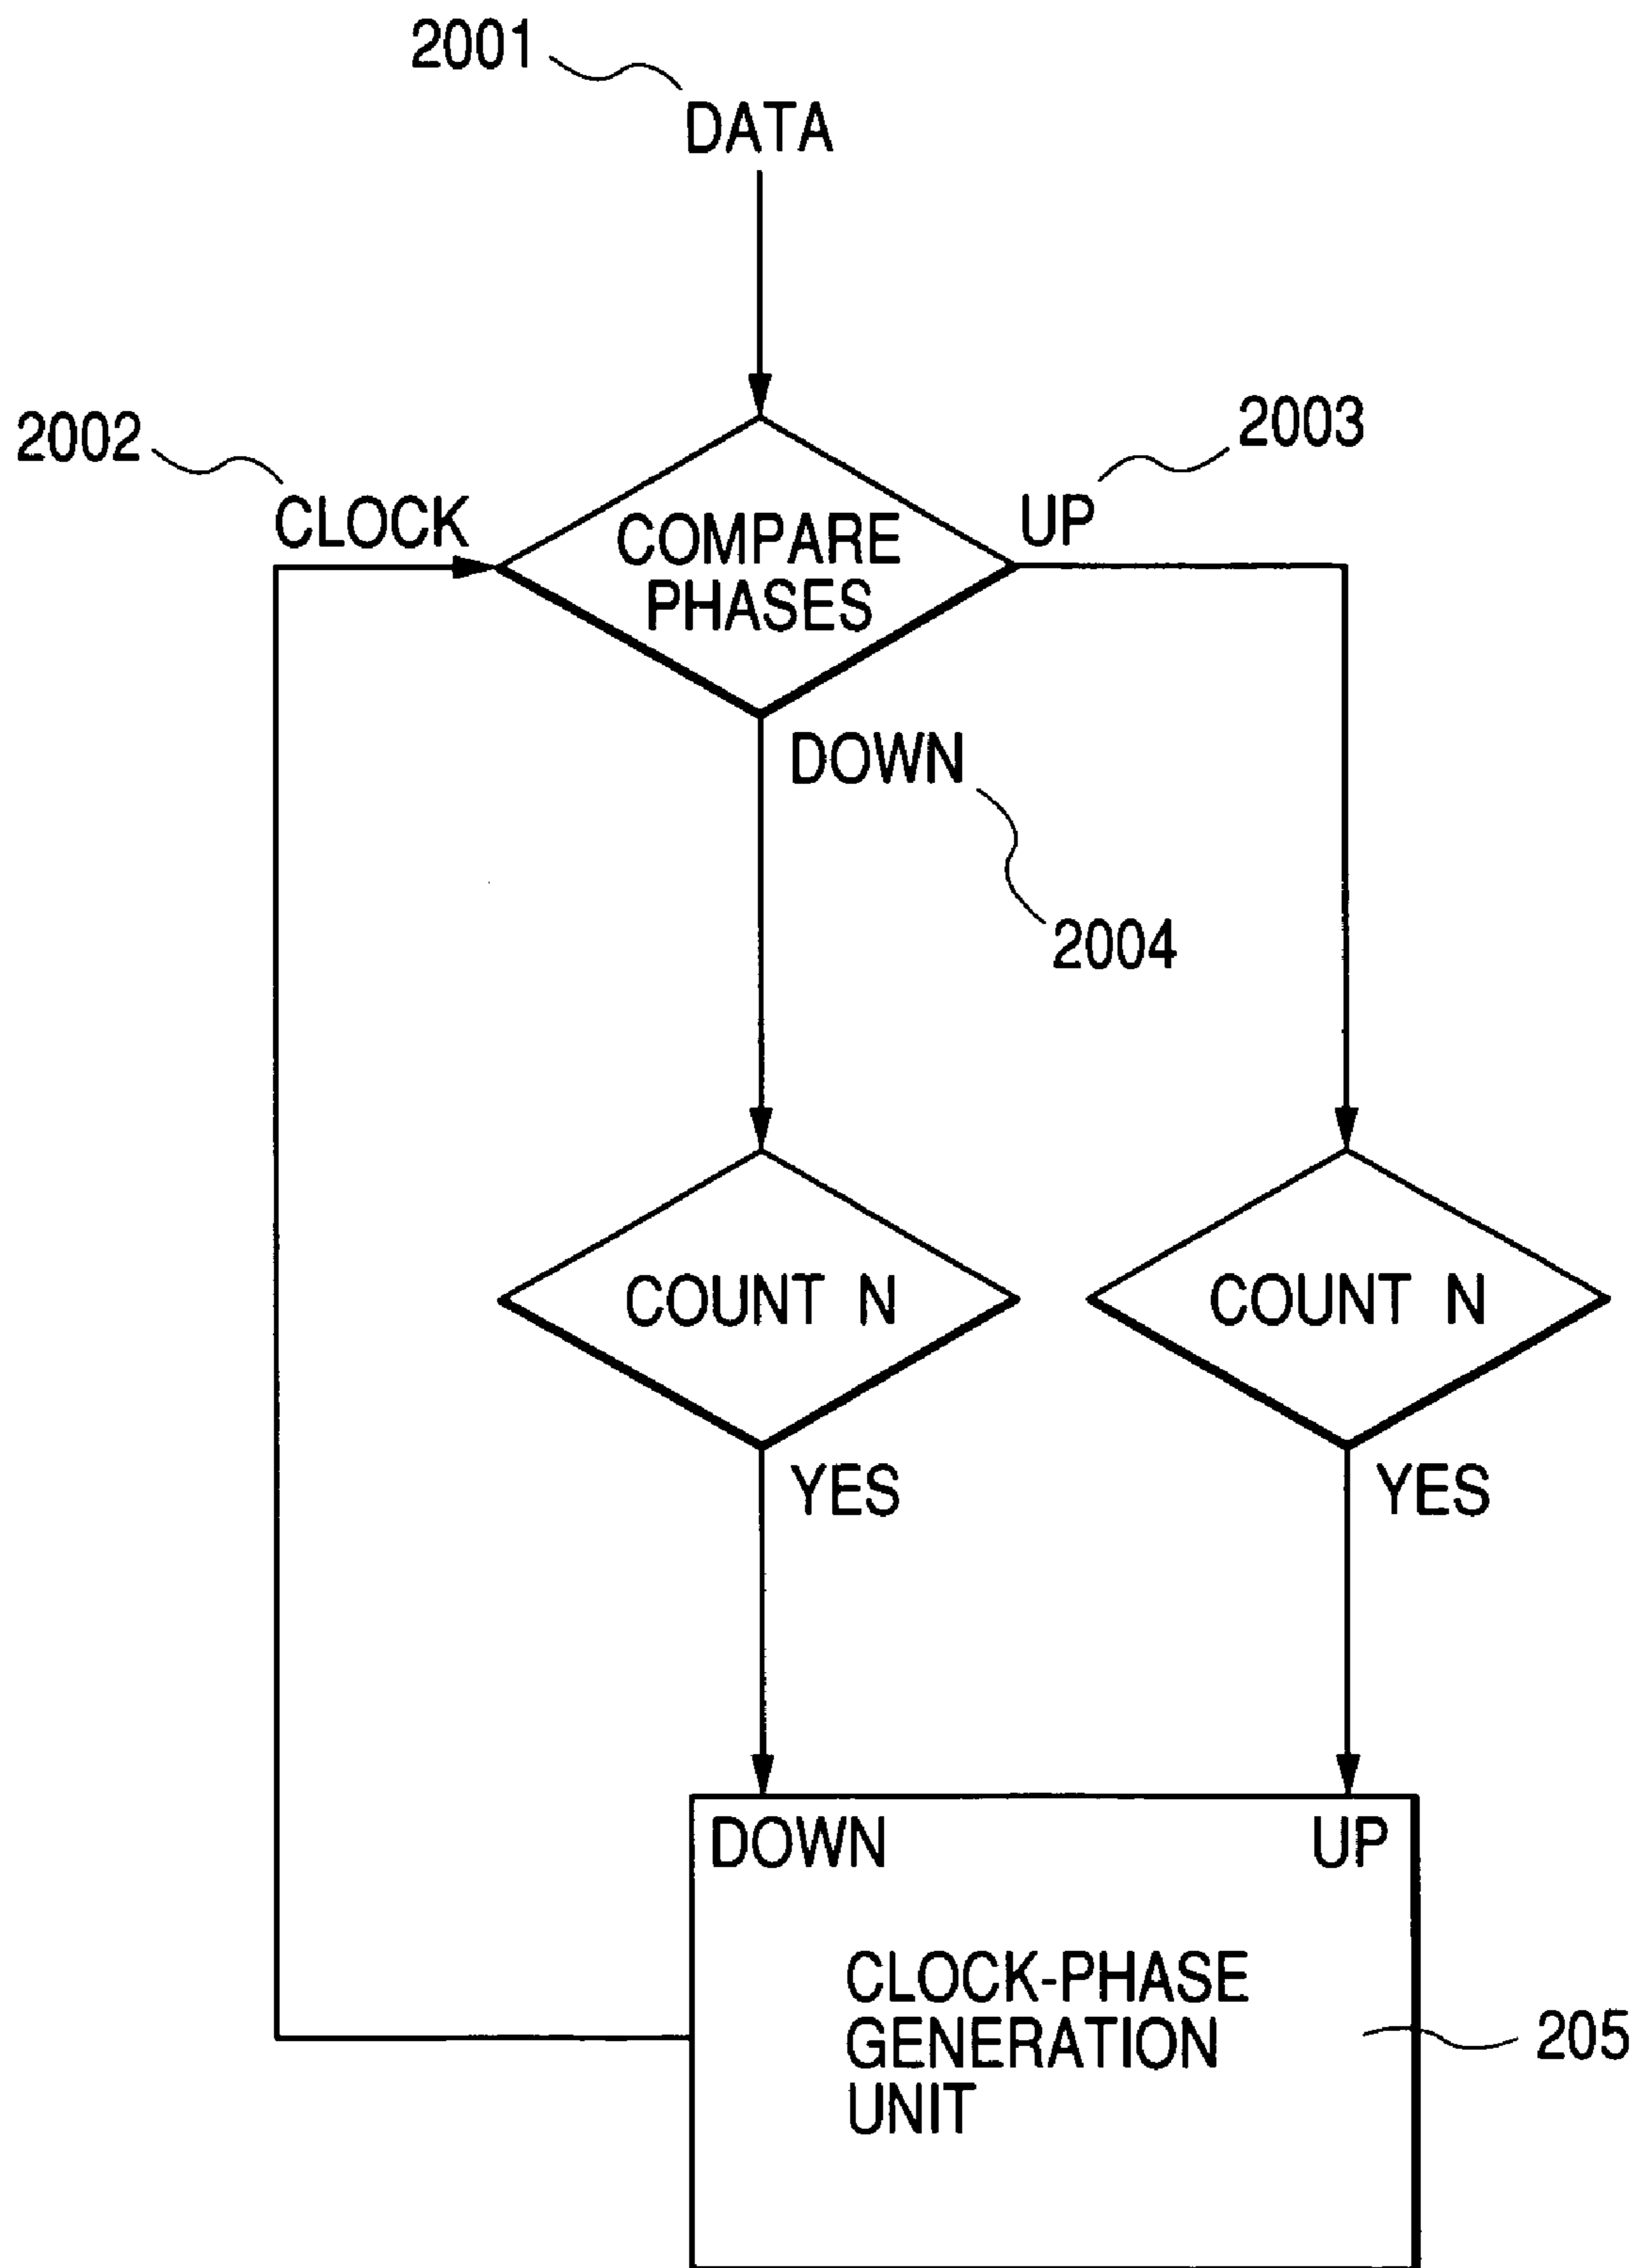 2001
DATA
2002
CLOCK
COMPARE
PHASES
UP
2003
DOWN
2004
COUNT N
COUNT N
YES
YES
DOWN
UP
CLOCK-PHASE
GENERATION
UNIT
205